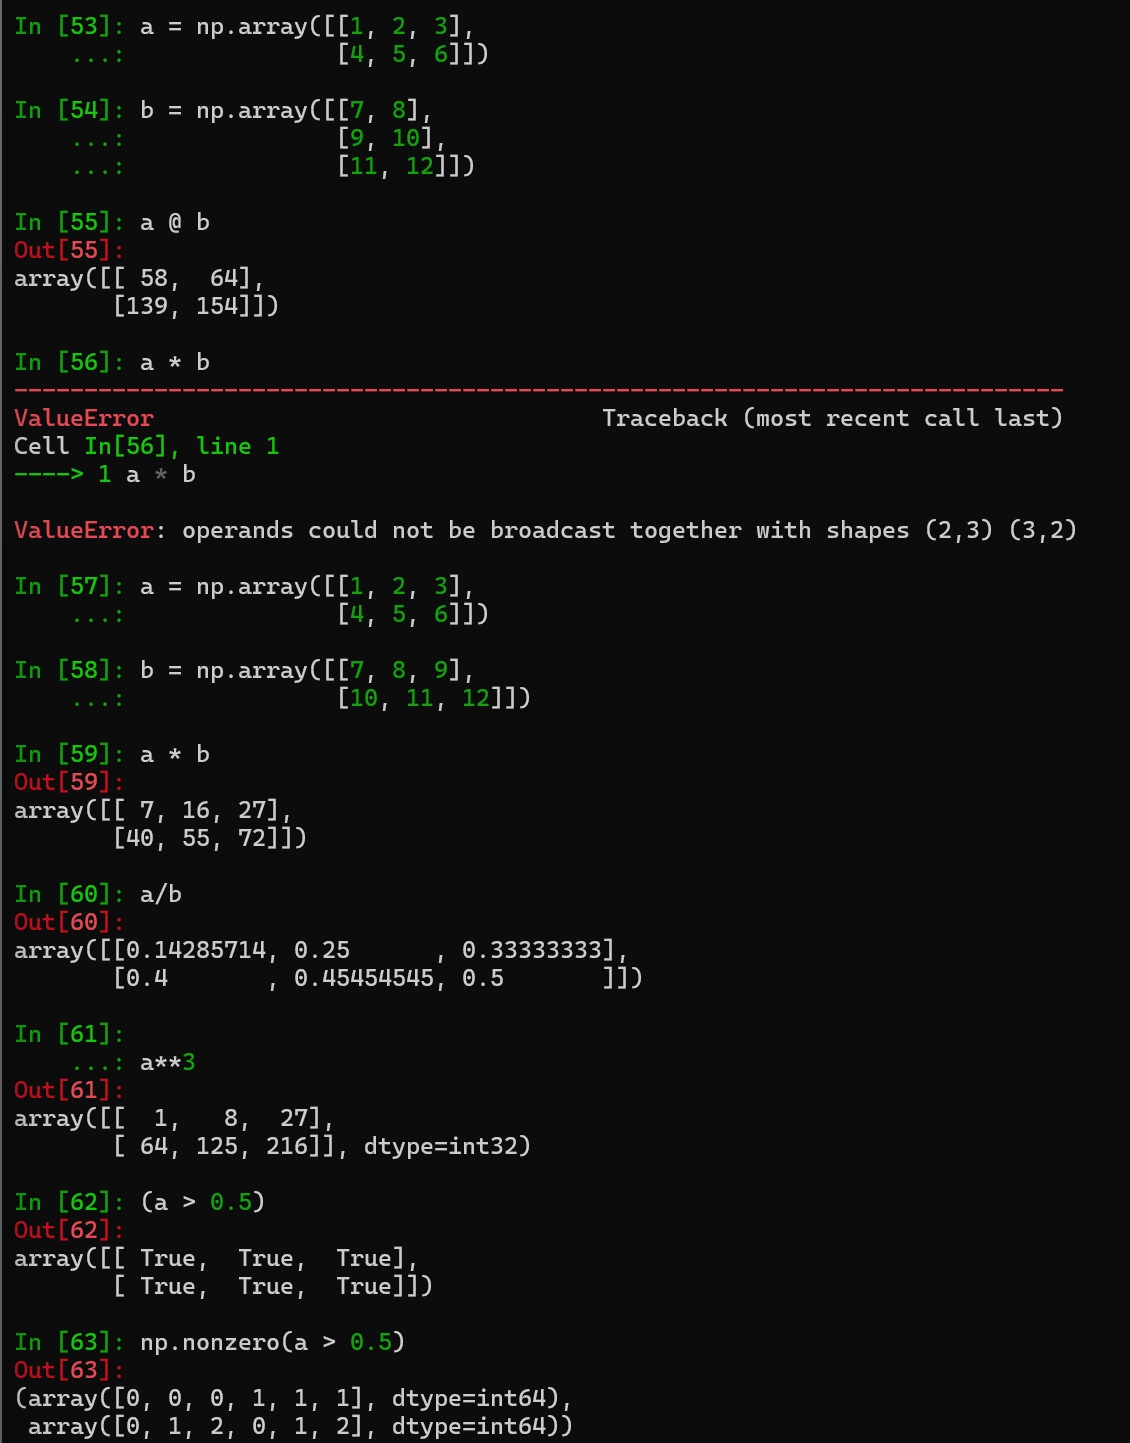 In [53]: a = np.array([[1, 2, 3],
    ...:               [4, 5, 6]])

In [54]: b = np.array([[7, 8],
    ...:               [9, 10],
    ...:               [11, 12]])

In [55]: a @ b
Out[55]:
array([[ 58,  64],
       [139, 154]])

In [56]: a * b
---------------------------------------------------------------------------
ValueError                                Traceback (most recent call last)
Cell In[56], line 1
----> 1 a * b

ValueError: operands could not be broadcast together with shapes (2,3) (3,2)

In [57]: a = np.array([[1, 2, 3],
    ...:               [4, 5, 6]])

In [58]: b = np.array([[7, 8, 9],
    ...:               [10, 11, 12]])

In [59]: a * b
Out[59]:
array([[ 7, 16, 27],
       [40, 55, 72]])

In [60]: a/b
Out[60]:
array([[0.14285714, 0.25      , 0.33333333],
       [0.4       , 0.45454545, 0.5       ]])

In [61]:
    ...: a**3
Out[61]:
array([[  1,   8,  27],
       [ 64, 125, 216]], dtype=int32)

In [62]: (a > 0.5)
Out[62]:
array([[ True,  True,  True],
       [ True,  True,  True]])

In [63]: np.nonzero(a > 0.5)
Out[63]:
(array([0, 0, 0, 1, 1, 1], dtype=int64),
 array([0, 1, 2, 0, 1, 2], dtype=int64))